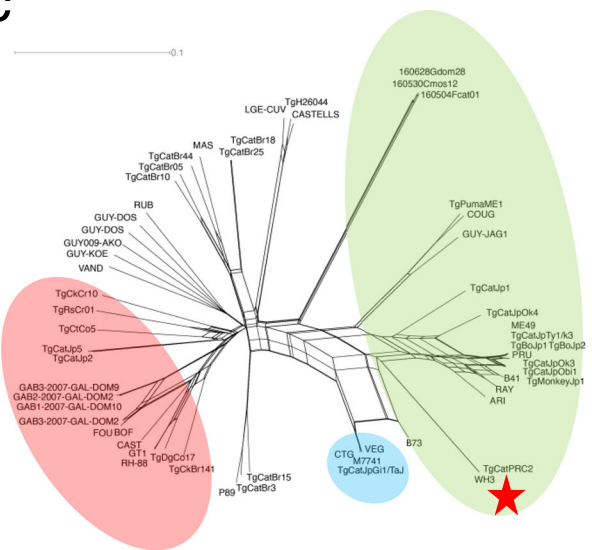 0.1
160628Gdom28
160530Cmos12
160504Fcat01
TgH26044
LGE-CUV
CASTELLS
TgCatBr18
TgCatBr25
MAS
TgCatBr44
TgCatBr05
TgCatBr10
RUB
GUY-DOS
GUY-DOS
GUY009-AKO
GUY-KOE
VAND
TgPumaME1
COUG
GUY-JAG1
TgCatJp1
TgCatJpOk4
ME49
TgCatJpTy1/k3
TgBoJp1 TgBoJp2
PRU
TgCatJpOk3
TgCatJpObi1
B41
TgMonkeyJp1
RAY
ARI
TgCkCr10
TgRsCr01
TgCtCo5
TgCatJp5
TgCatJp2
GAB3-2007-GAL-DOM9
GAB2-2007-GAL-DOM2
GAB1-2007-GAL-DOM10
GAB3-2007-GAL-DOM2
FOU BOF
CAST
GT1
TgDgCo17
RH-88
TgCkBr141
TgCatBr15
P89 TgCatBr3
B73
VEG
CTG
M7741
TgCatJpGi1/TaJ
TgCatPRC2
WH3